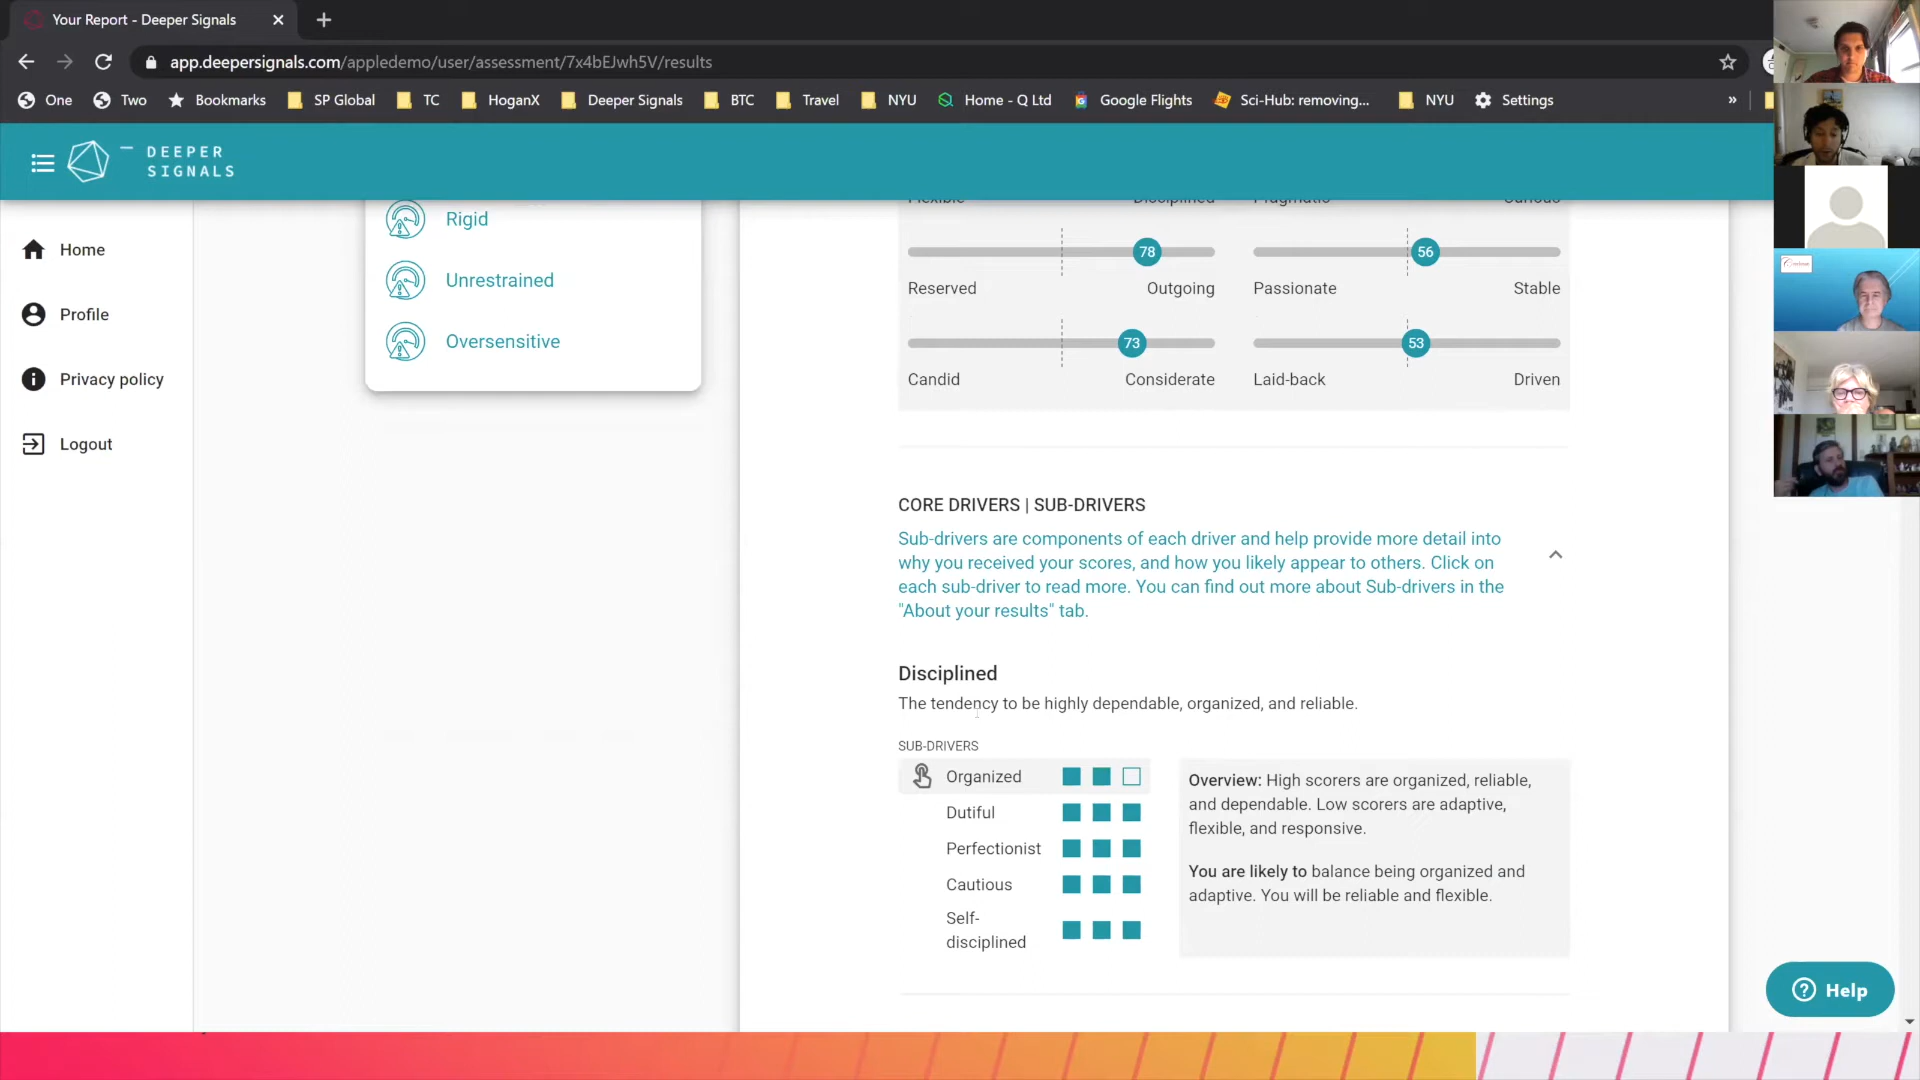 Your Report - Deeper Signals
app.deepersignals.com/appledemo/user/assessment/7x4bEJwh5V/results
One Two Bookmarks SP Global TC HoganX Deeper Signals BTC Travel NYU Home - Q Ltd Google Flights Sci-Hub: removing... NYU Settings »
DEEPER
SIGNALS
Home
Profile
Privacy policy
Logout
Rigid
Unrestrained
Oversensitive
Flexible Disciplined Pragmatic Curious
78 56
Reserved Outgoing Passionate Stable
73 53
Candid Considerate Laid-back Driven
CORE DRIVERS | SUB-DRIVERS
Sub-drivers are components of each driver and help provide more detail into
why you received your scores, and how you likely appear to others. Click on
each sub-driver to read more. You can find out more about Sub-drivers in the
"About your results" tab.
Disciplined
The tendency to be highly dependable, organized, and reliable.
SUB-DRIVERS
Organized
Dutiful
Perfectionist
Cautious
Self-
disciplined
Overview: High scorers are organized, reliable,
and dependable. Low scorers are adaptive,
flexible, and responsive.
You are likely to balance being organized and
adaptive. You will be reliable and flexible.
Help